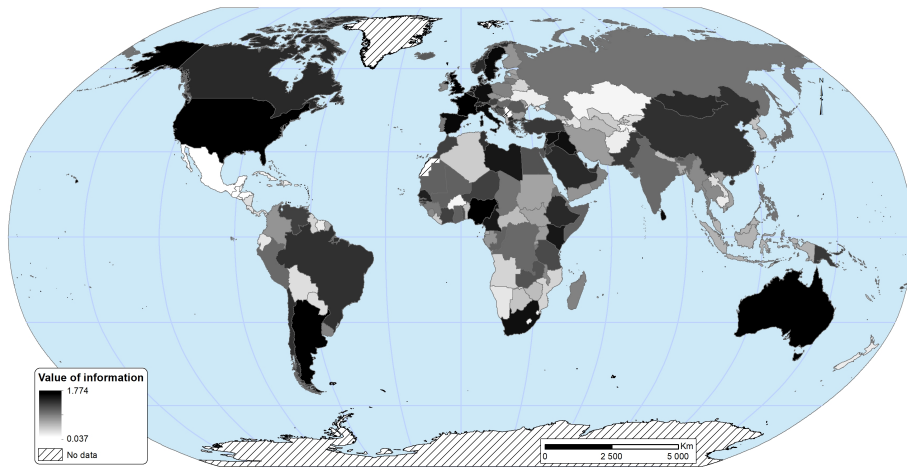 N
Value of information
1.774
0.037
No data
Km
0 2 500 5 000